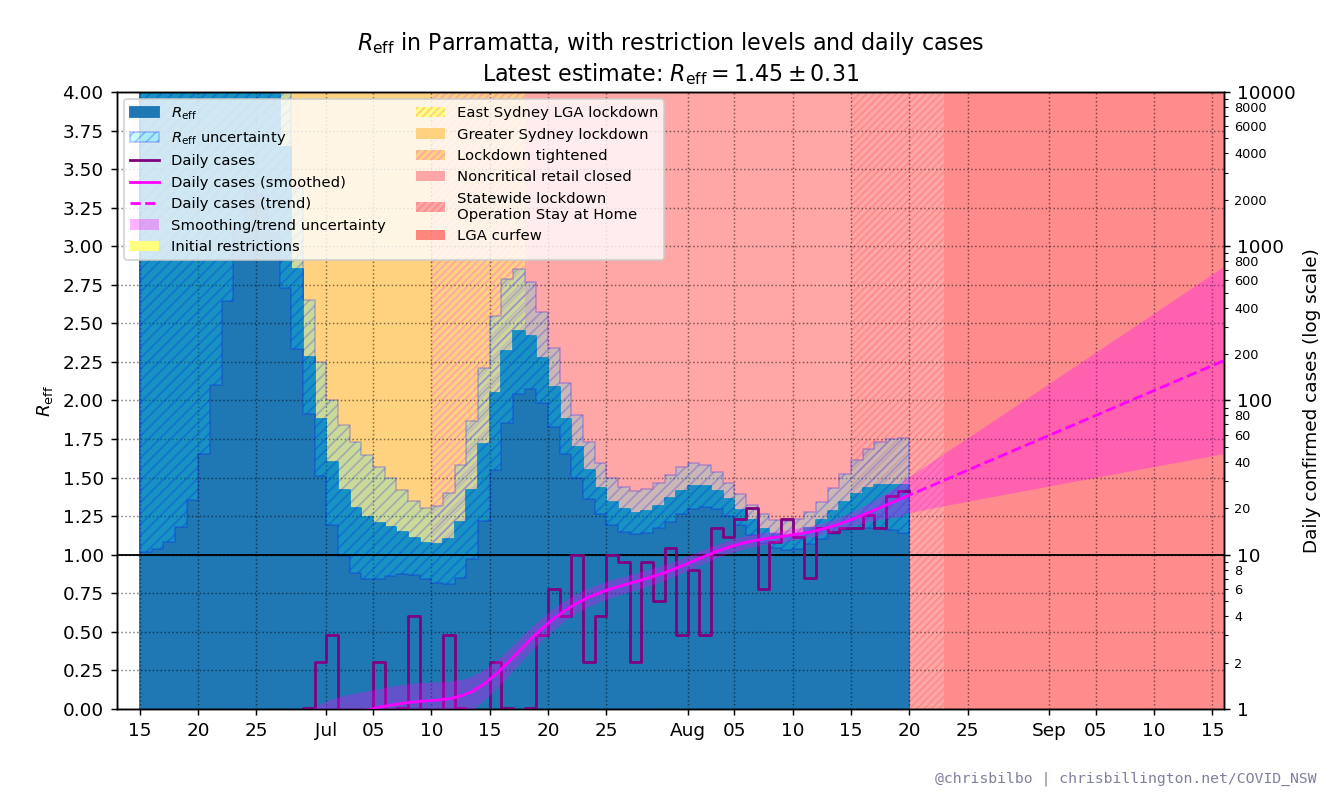 Reff in Parramatta, with restriction levels and daily cases
Latest estimate: Reff = 1.45 ± 0.31
Reff
4.00
3.75
3.50
3.25
3.00
2.75
2.50
2.25
2.00
1.75
1.50
1.25
1.00
0.75
0.50
0.25
0.00
Reff
Reff uncertainty
Daily cases
Daily cases (smoothed)
Daily cases (trend)
Smoothing/trend uncertainty
Initial restrictions
East Sydney LGA lockdown
Greater Sydney lockdown
Lockdown tightened
Noncritical retail closed
Statewide lockdown
Operation Stay at Home
LGA curfew
10000
8000
6000
4000
2000
1000
800
600
400
200
100
80
60
40
20
10
8
6
4
2
1
Daily confirmed cases (log scale)
15 20 25 Jul 05 10 15 20 25 Aug 05 10 15 20 25 Sep 05 10 15
@chrisbilbo | chrisbillington.net/COVID_NSW